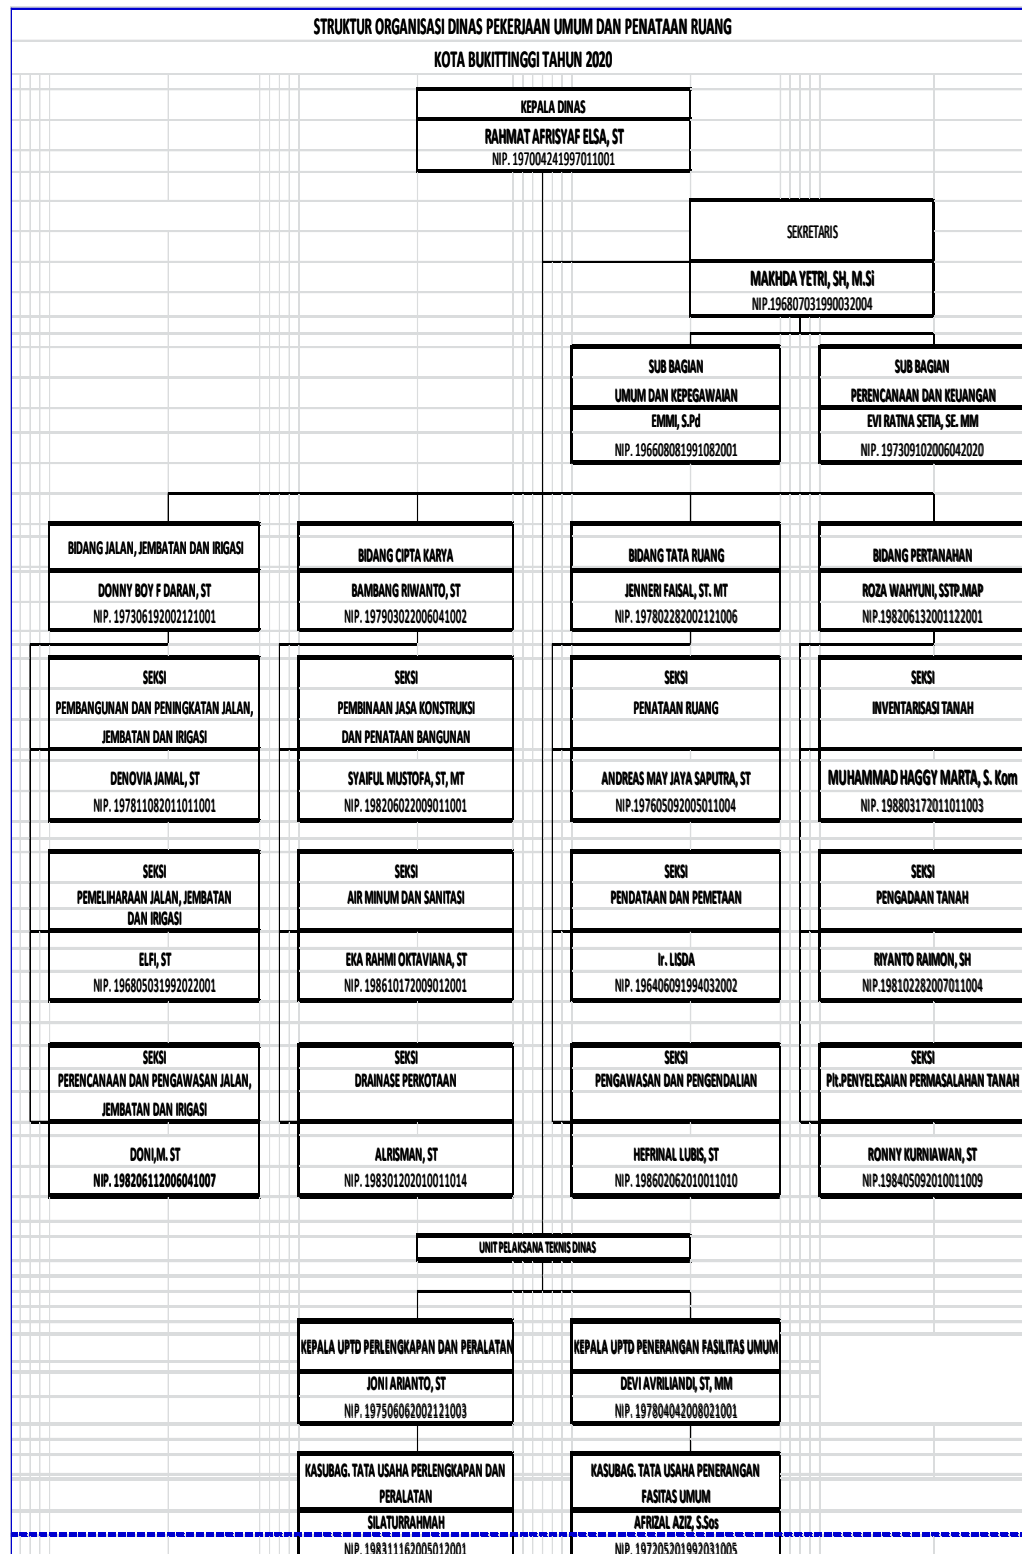 STRUKTUR ORGANISASI DINAS PEKERJAAN UMUM DAN PENATAAN RUANG
KOTA BUKITTINGGI TAHUN 2020
KEPALA DINAS
RAHMAT AFRISYAF ELSA, ST
NIP. 197004241997011001
SEKRETARIS
MAKHDA YETRI, SH, M.Si
NIP.196807031990032004
SUB BAGIAN
UMUM DAN KEPEGAWAIAN
EMMI, S.Pd
NIP. 196608081991082001
SUB BAGIAN
PERENCANAAN DAN KEUANGAN
EVI RATNA SETIA, SE. MM
NIP. 197309102006042020
BIDANG JALAN, JEMBATAN DAN IRIGASI
DONNY BOY F DARAN, ST
NIP. 197306192002121001
BIDANG CIPTA KARYA
BAMBANG RIWANTO, ST
NIP. 197903022006041002
BIDANG TATA RUANG
JENNERI FAISAL, ST. MT
NIP. 197802282002121006
BIDANG PERTANAHAN
ROZA WAHYUNI, SSTP.MAP
NIP.198206132001122001
SEKSI
PEMBANGUNAN DAN PENINGKATAN JALAN,
JEMBATAN DAN IRIGASI
DENOVIA JAMAL, ST
NIP. 197811082011011001
SEKSI
PEMBINAAN JASA KONSTRUKSI
DAN PENATAAN BANGUNAN
SYAIFUL MUSTOFA, ST, MT
NIP. 198206022009011001
SEKSI
PENATAAN RUANG
ANDREAS MAY JAYA SAPUTRA, ST
NIP.197605092005011004
SEKSI
INVENTARISASI TANAH
MUHAMMAD HAGGY MARTA, S. Kom
NIP. 198803172011011003
SEKSI
PEMELIHARAAN JALAN, JEMBATAN
DAN IRIGASI
ELFI, ST
NIP. 196805031992022001
SEKSI
AIR MINUM DAN SANITASI
EKA RAHMI OKTAVIANA, ST
NIP. 198610172009012001
SEKSI
PENDATAAN DAN PEMETAAN
Ir. LISDA
NIP. 196406091994032002
SEKSI
PENGADAAN TANAH
RIYANTO RAIMON, SH
NIP.198102282007011004
SEKSI
PERENCANAAN DAN PENGAWASAN JALAN,
JEMBATAN DAN IRIGASI
DONI,M. ST
NIP. 198206112006041007
SEKSI
DRAINASE PERKOTAAN
ALRISMAN, ST
NIP. 198301202010011014
SEKSI
PENGAWASAN DAN PENGENDALIAN
HEFRINAL LUBIS, ST
NIP. 198602062010011010
SEKSI
Plt.PENYELESAIAN PERMASALAHAN TANAH
RONNY KURNIAWAN, ST
NIP.198405092010011009
UNIT PELAKSANA TEKNIS DINAS
KEPALA UPTD PERLENGKAPAN DAN PERALATAN
JONI ARIANTO, ST
NIP. 197506062002121003
KEPALA UPTD PENERANGAN FASILITAS UMUM
DEVI AVRILIANDI, ST, MM
NIP. 197804042008021001
KASUBAG. TATA USAHA PERLENGKAPAN DAN
PERALATAN
SILATURRAHMAH
NIP. 198311162005012001
KASUBAG. TATA USAHA PENERANGAN
FASITAS UMUM
AFRIZAL AZIZ, S.Sos
NIP. 197205201992031005